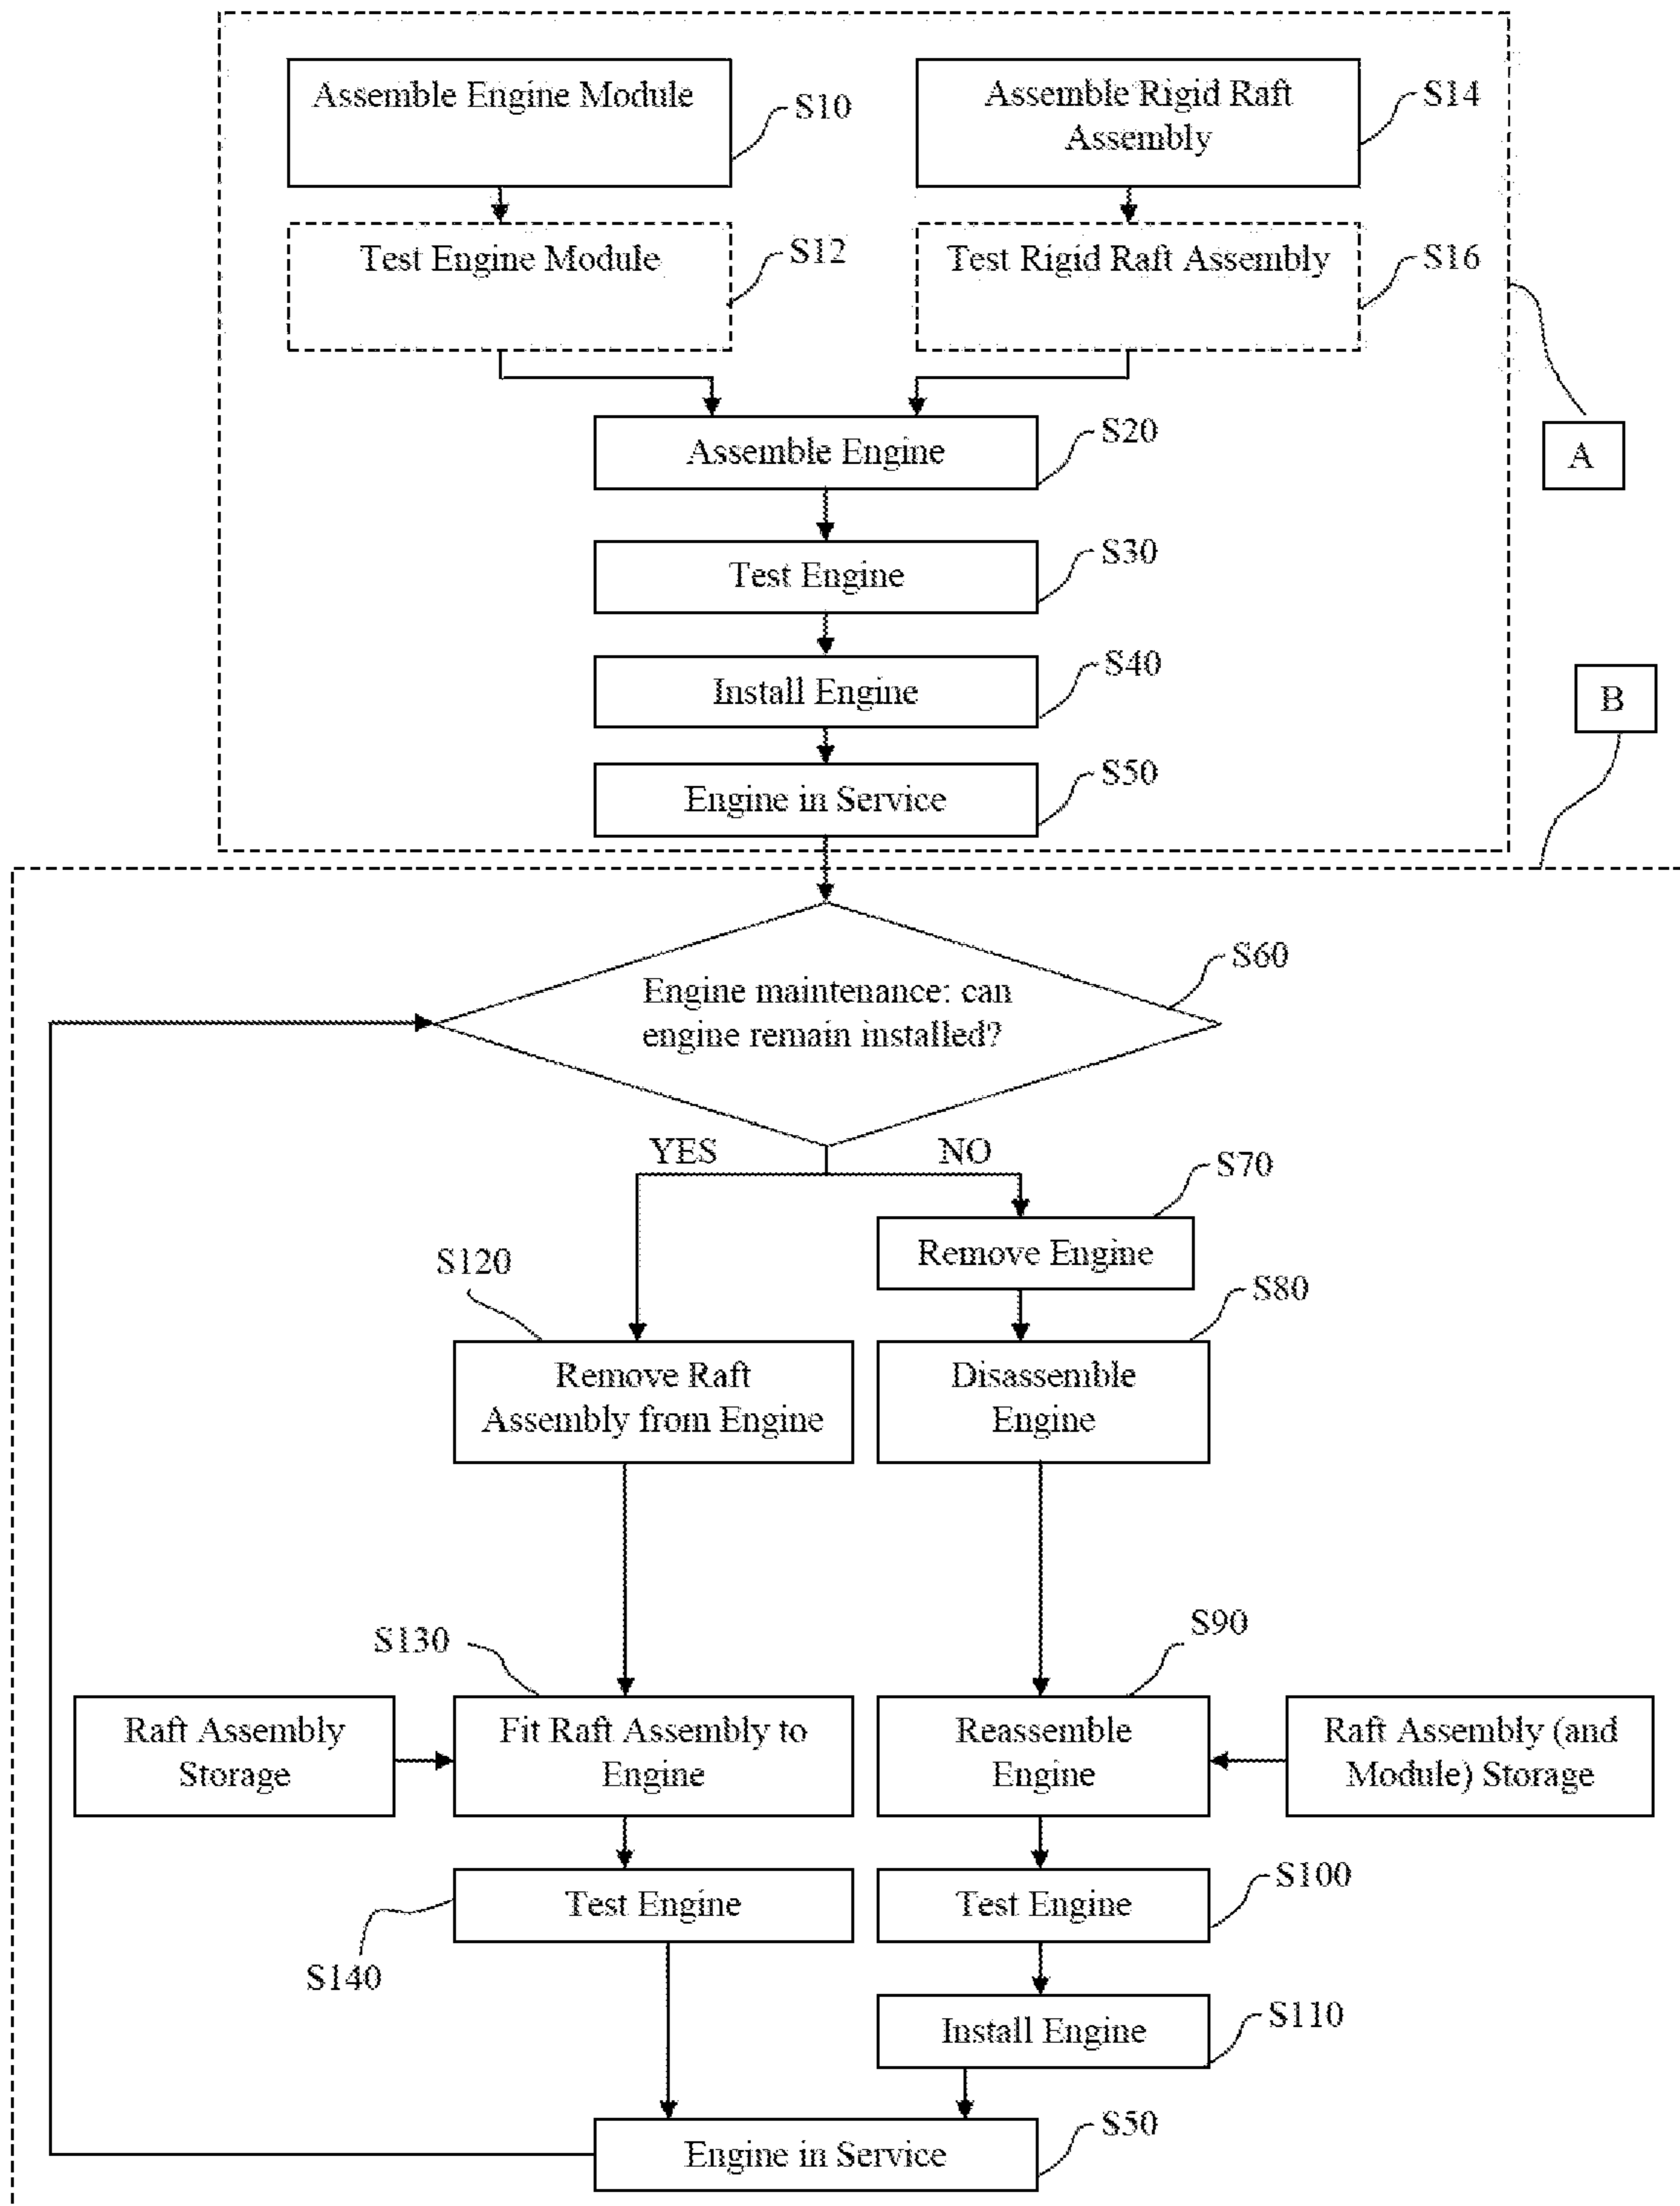 Assemble Engine Module
S10
Assemble Rigid Raft
Assembly
S14
Test Engine Module
S12
Test Rigid Raft Assembly
S16
Assemble Engine
S20
A
Test Engine
S30
Install Engine
S40
B
Engine in Service
S50
Engine maintenance: can
engine remain installed?
S60
YES
NO
S70
Remove Engine
S120
S80
Remove Raft
Assembly from Engine
Disassemble
Engine
S130
S90
Raft Assembly
Storage
Fit Raft Assembly to
Engine
Reassemble
Engine
Raft Assembly (and
Module) Storage
Test Engine
S140
Test Engine
S100
Install Engine
S110
Engine in Service
S50